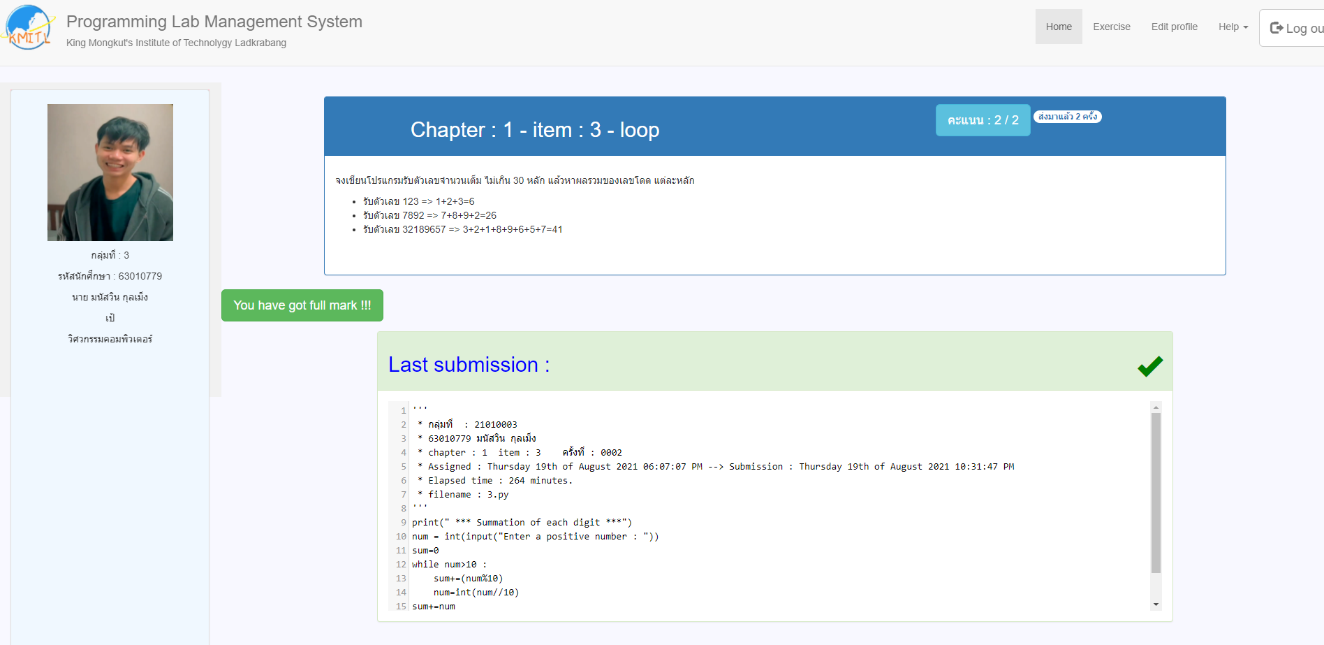 KMITL
Programming Lab Management System
King Mongkut's Institute of Technolygy Ladkrabang
Home
Exercise
Edit profile
Help
Log ou
กลุ่มที่ : 3
รหัสนักศึกษา : 63010779
นาย มนัสวิน กุลเม็ง
เป้
วิศวกรรมคอมพิวเตอร์
Chapter : 1 - item : 3 - loop
คะแนน : 2 / 2
ส่งมาแล้ว 2 ครั้ง
จงเขียนโปรแกรมรับตัวเลขจำนวนเต็ม ไม่เกิน 30 หลัก แล้วหาผลรวมของเลขโดด แต่ละหลัก
รับตัวเลข 123 => 1+2+3=6
รับตัวเลข 7892 => 7+8+9+2=26
รับตัวเลข 32189657 => 3+2+1+8+9+6+5+7=41
You have got full mark !!!
Last submission :
1 '''
2 * กลุ่มที่ : 21010003
3 * 63010779 มนัสวิน กุลเม็ง
4 * chapter : 1 item : 3 ครั้งที่ : 0002
5 * Assigned : Thursday 19th of August 2021 06:07:07 PM --> Submission : Thursday 19th of August 2021 10:31:47 PM
6 * Elapsed time : 264 minutes.
7 * filename : 3.py
8 '''
9 print(" *** Summation of each digit ***")
10 num = int(input("Enter a positive number : "))
11 sum=0
12 while num>10 :
13 sum+=(num%10)
14 num=int(num//10)
15 sum+=num